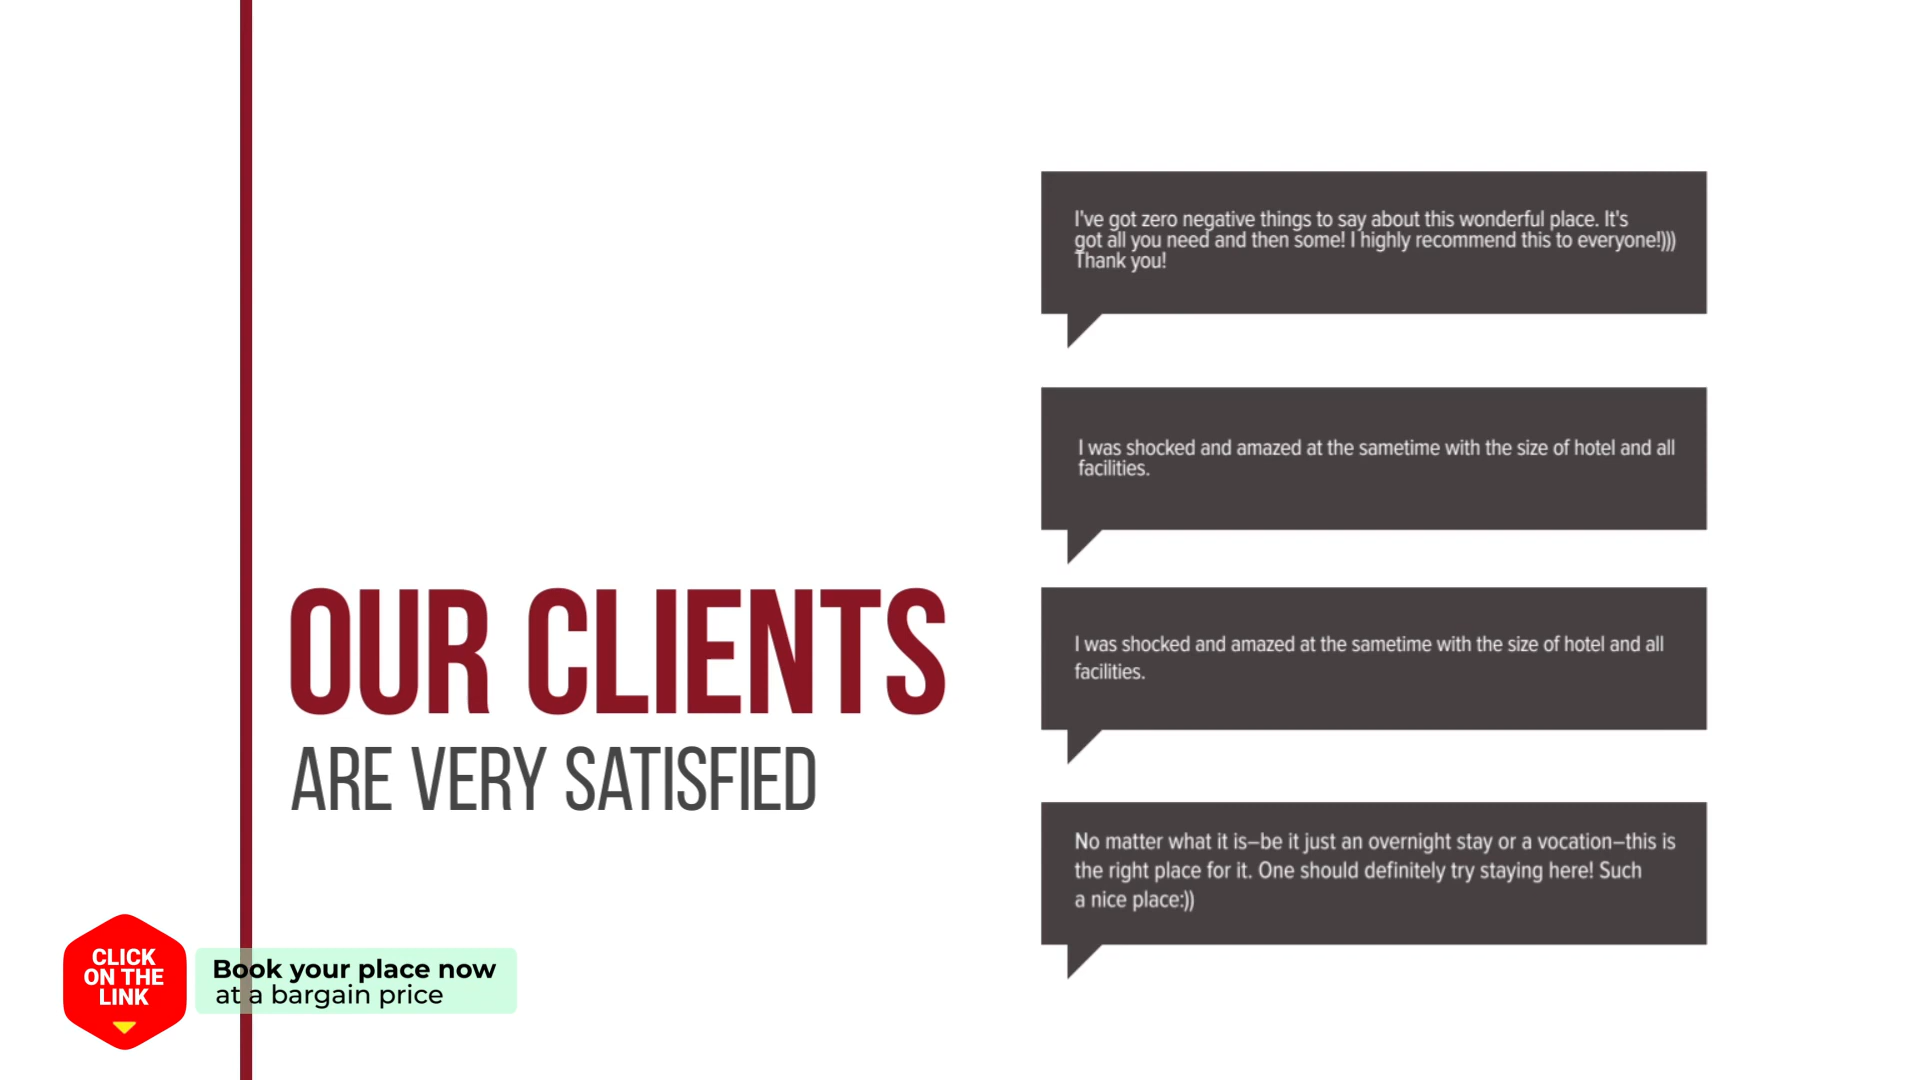 I've got zero negative things to say about this wonderful place. It's
got all you need and then some! I highly recommend this to everyone!)))
Thank you!
I was shocked and amazed at the sametime with the size of hotel and all
facilities.
I was shocked and amazed at the sametime with the size of hotel and all
facilities.
No matter what it is–be it just an overnight stay or a vocation–this is
the right place for it. One should definitely try staying here! Such
a nice place:))
OUR CLIENTS
ARE VERY SATISFIED
CLICK
ON THE
LINK
Book your place now
at a bargain price